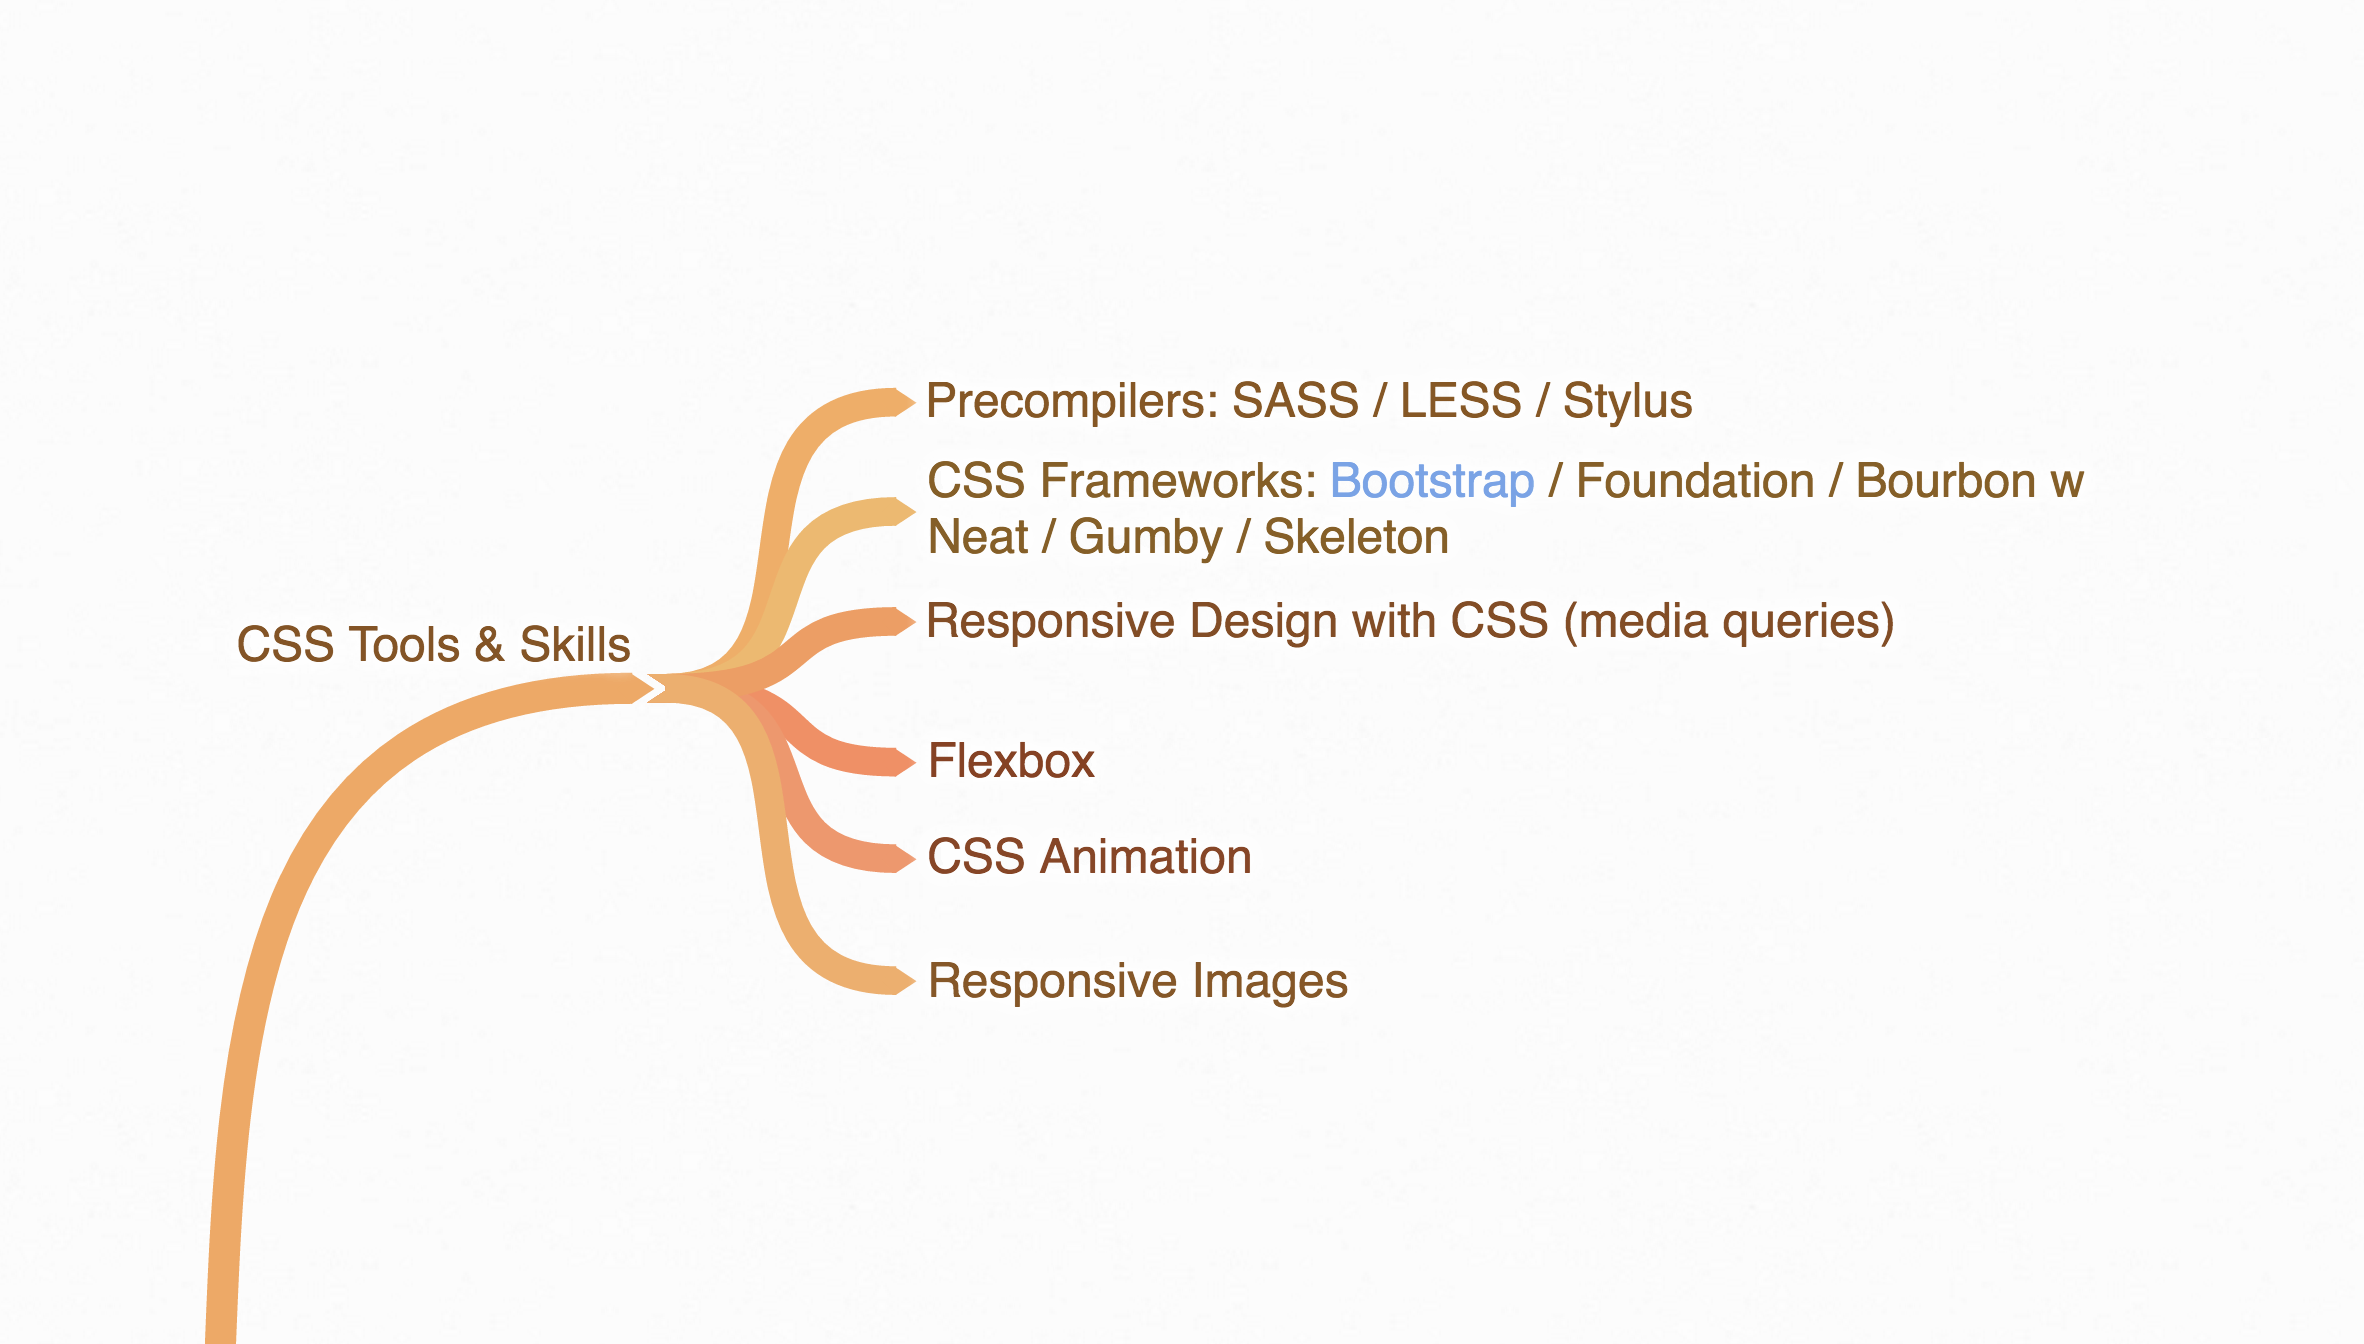 Precompilers: SASS / LESS / Stylus
CSS Frameworks: Bootstrap / Foundation / Bourbon w
Neat / Gumby / Skeleton
Responsive Design with CSS (media queries)
CSS Tools & Skills
Flexbox
CSS Animation
Responsive Images